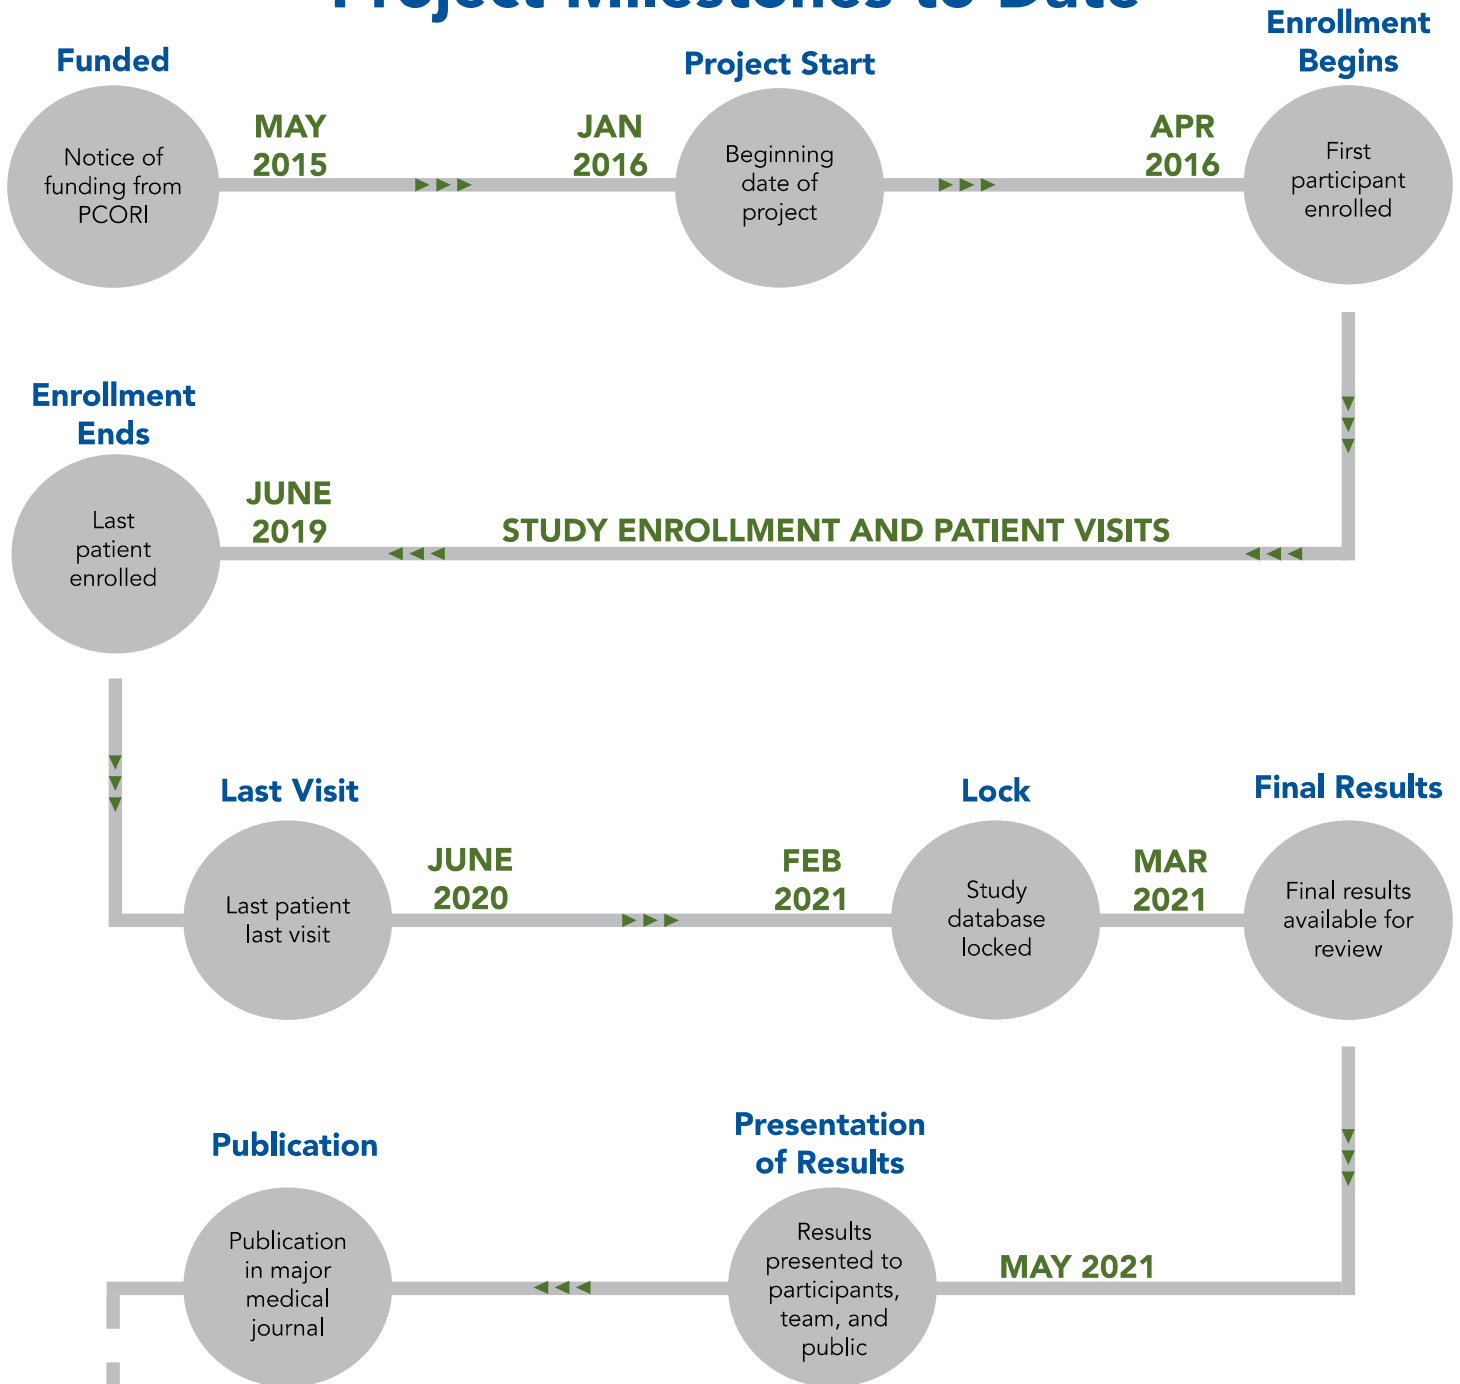 Project Milestones to Date
Funded
Notice of
funding from
PCORI
MAY
2015
JAN
2016
Project Start
Beginning
date of
project
APR
2016
Enrollment
Begins
First
participant
enrolled
STUDY ENROLLMENT AND PATIENT VISITS
JUNE
2019
Enrollment
Ends
Last
patient
enrolled
Last Visit
Last patient
last visit
JUNE
2020
FEB
2021
Lock
Study
database
locked
MAR
2021
Final Results
Final results
available for
review
MAY 2021
Presentation
of Results
Results
presented to
participants,
team, and
public
Publication
Publication
in major
medical
journal